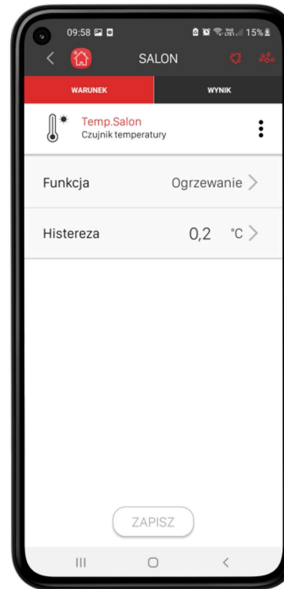 09:58 15%
SALON
WARUNEK WYNIK
Temp.Salon
Czujnik temperatury
Funkcja Ogrzewanie
Histereza 0,2 °C
ZAPISZ